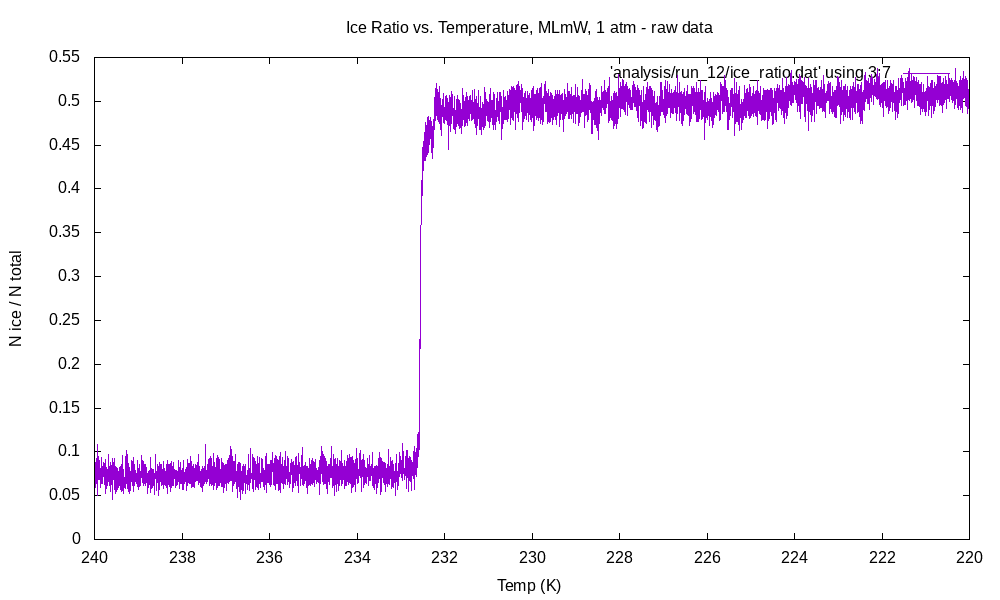 Ice Ratio vs. Temperature, MLmW, 1 atm - raw data
'analysis/run_12/ice_ratio.dat' using 3:7
0.55
0.5
0.45
0.4
0.35
0.3
0.25
0.2
0.15
0.1
0.05
0
N ice / N total
240 238 236 234 232 230 228 226 224 222 220
Temp (K)